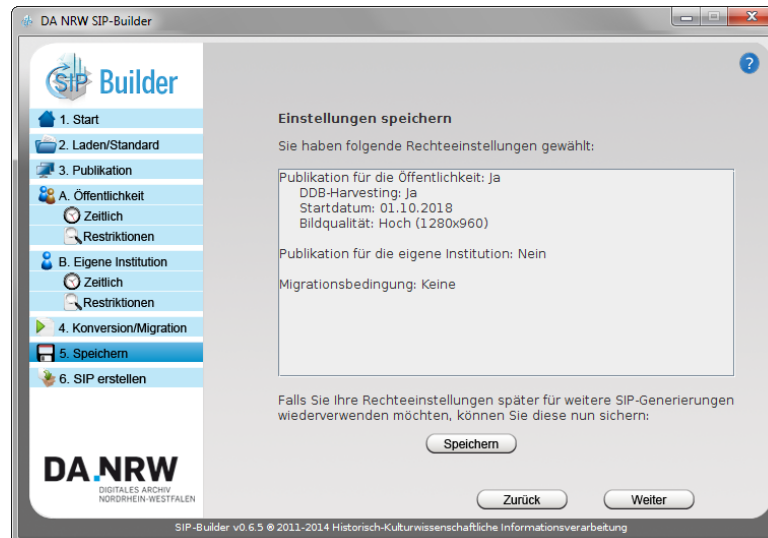 DA NRW SIP-Builder
SIP Builder
1. Start
2. Laden/Standard
3. Publikation
A. Öffentlichkeit
Zeitlich
Restriktionen
B. Eigene Institution
Zeitlich
Restriktionen
4. Konversion/Migration
5. Speichern
6. SIP erstellen
DA.NRW
DIGITALES ARCHIV
NORDRHEIN-WESTFALEN
?
Einstellungen speichern
Sie haben folgende Rechteeinstellungen gewählt:
Publikation für die Öffentlichkeit: Ja
DDB-Harvesting: Ja
Startdatum: 01.10.2018
Bildqualität: Hoch (1280x960)
Publikation für die eigene Institution: Nein
Migrationsbedingung: Keine
Falls Sie Ihre Rechteeinstellungen später für weitere SIP-Generierungen
wiederverwenden möchten, können Sie diese nun sichern:
Speichern
Zurück
Weiter
SIP-Builder v0.6.5 © 2011-2014 Historisch-Kulturwissenschaftliche Informationsverarbeitung